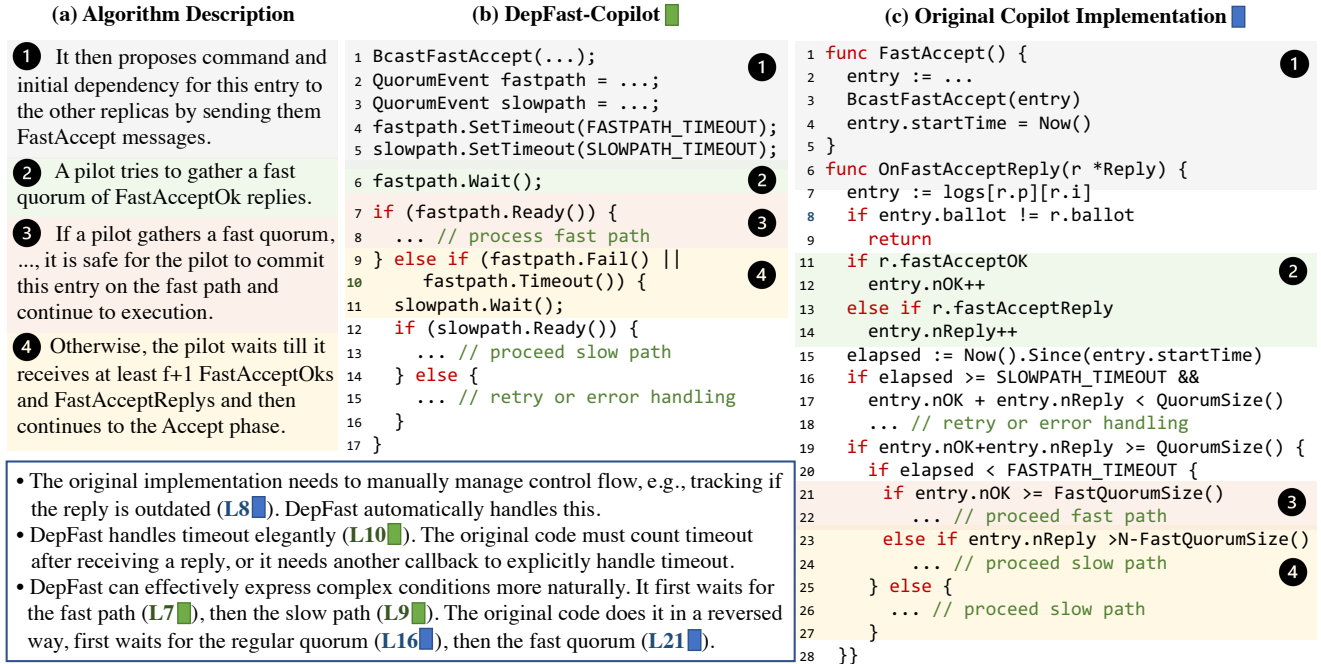 (a) Algorithm Description
❶ It then proposes command and
initial dependency for this entry to
the other replicas by sending them
FastAccept messages.
❷ A pilot tries to gather a fast
quorum of FastAcceptOk replies.
❸ If a pilot gathers a fast quorum,
..., it is safe for the pilot to commit
this entry on the fast path and
continue to execution.
❹ Otherwise, the pilot waits till it
receives at least f+1 FastAcceptOks
and FastAcceptReplys and then
continues to the Accept phase.
(b) DepFast-Copilot
1 BcastFastAccept(...); ❶
2 QuorumEvent fastpath = ...;
3 QuorumEvent slowpath = ...;
4 fastpath.SetTimeout(FASTPATH_TIMEOUT);
5 slowpath.SetTimeout(SLOWPATH_TIMEOUT);
6 fastpath.Wait(); ❷
7 if (fastpath.Ready()) { ❸
8 ... // process fast path
9 } else if (fastpath.Fail() || ❹
10 fastpath.Timeout()) {
11 slowpath.Wait();
12 if (slowpath.Ready()) {
13 ... // proceed slow path
14 } else {
15 ... // retry or error handling
16 }
17 }
(c) Original Copilot Implementation
1 func FastAccept() { ❶
2 entry := ...
3 BcastFastAccept(entry)
4 entry.startTime = Now()
5 }
6 func OnFastAcceptReply(r *Reply) {
7 entry := logs[r.p][r.i]
8 if entry.ballot != r.ballot
9 return
11 if r.fastAcceptOK ❷
12 entry.nOK++
13 else if r.fastAcceptReply
14 entry.nReply++
15 elapsed := Now().Since(entry.startTime)
16 if elapsed >= SLOWPATH_TIMEOUT &&
17 entry.nOK + entry.nReply < QuorumSize()
18 ... // retry or error handling
19 if entry.nOK+entry.nReply >= QuorumSize() {
20 if elapsed < FASTPATH_TIMEOUT {
21 if entry.nOK >= FastQuorumSize() ❸
22 ... // proceed fast path
23 else if entry.nReply >N-FastQuorumSize()
24 ... // proceed slow path ❹
25 } else {
26 ... // proceed slow path
27 }
28 }}
• The original implementation needs to manually manage control flow, e.g., tracking if
the reply is outdated (L8). DepFast automatically handles this.
• DepFast handles timeout elegantly (L10). The original code must count timeout
after receiving a reply, or it needs another callback to explicitly handle timeout.
• DepFast can effectively express complex conditions more naturally. It first waits for
the fast path (L7), then the slow path (L9). The original code does it in a reversed
way, first waits for the regular quorum (L16), then the fast quorum (L21).